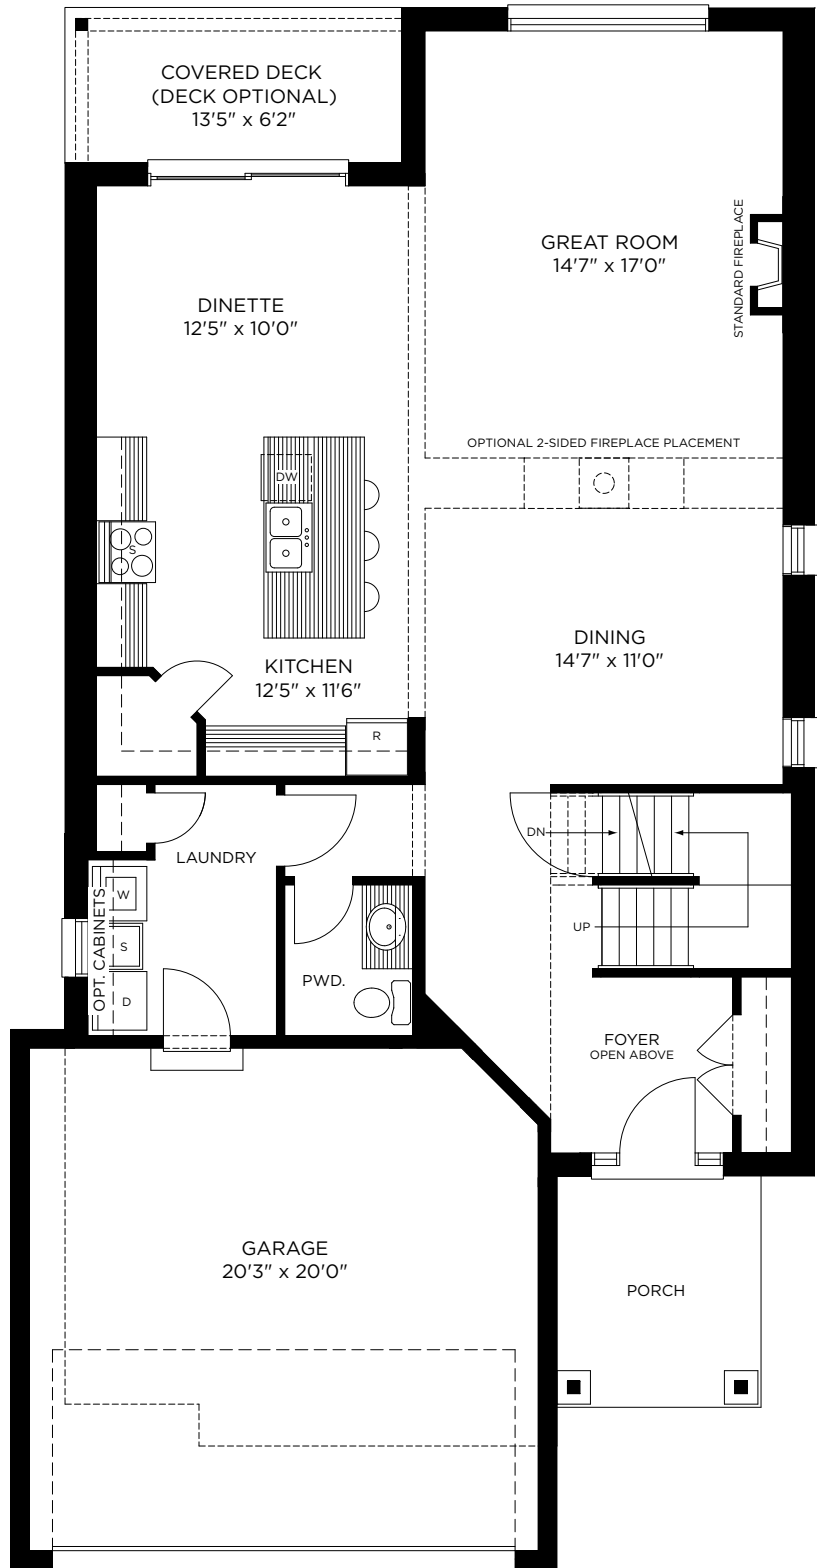 COVERED DECK
(DECK OPTIONAL)
13'5" x 6'2"
GREAT ROOM
14'7" x 17'0"
STANDARD FIREPLACE
DINETTE
12'5" x 10'0"
OPTIONAL 2-SIDED FIREPLACE PLACEMENT
DW
S
DINING
14'7" x 11'0"
KITCHEN
12'5" x 11'6"
R
DN
LAUNDRY
W
OPT. CABINETS
UP
S
PWD.
D
FOYER
OPEN ABOVE
GARAGE
20'3" x 20'0"
PORCH